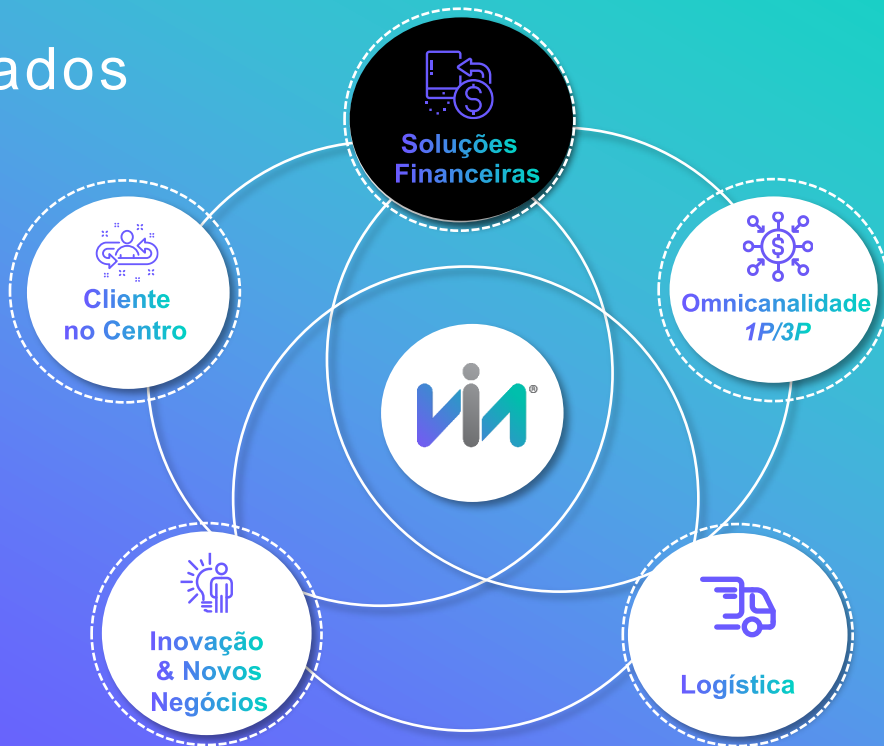 ados
Soluções
Financeiras
Cliente
no Centro
Omnicanalidade
1P/3P
via®
Inovação
& Novos
Negócios
Logística